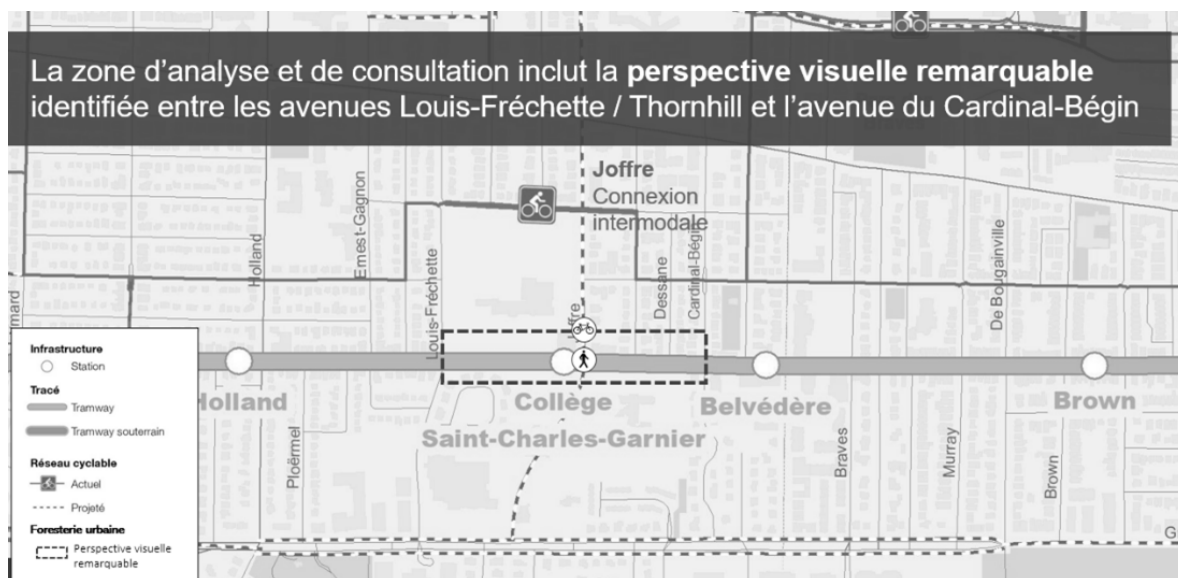 La zone d'analyse et de consultation inclut la perspective visuelle remarquable
identifiée entre les avenues Louis-Fréchette / Thornhill et l'avenue du Cardinal-Bégin
Joffre
Connexion
intermodale
Holland
Ernest-Gagnon
Louis-Fréchette
Dessane
Cardinal-Bégin
De Bougainville
Holland
Collège
Saint-Charles-Garnier
Belvédère
Brown
Ploërmel
Braves
Murray
Brown
G
Infrastructure
Station
Tracé
Tramway
Tramway souterrain
Réseau cyclable
Actuel
Projeté
Foresterie urbaine
Perspective visuelle
remarquable